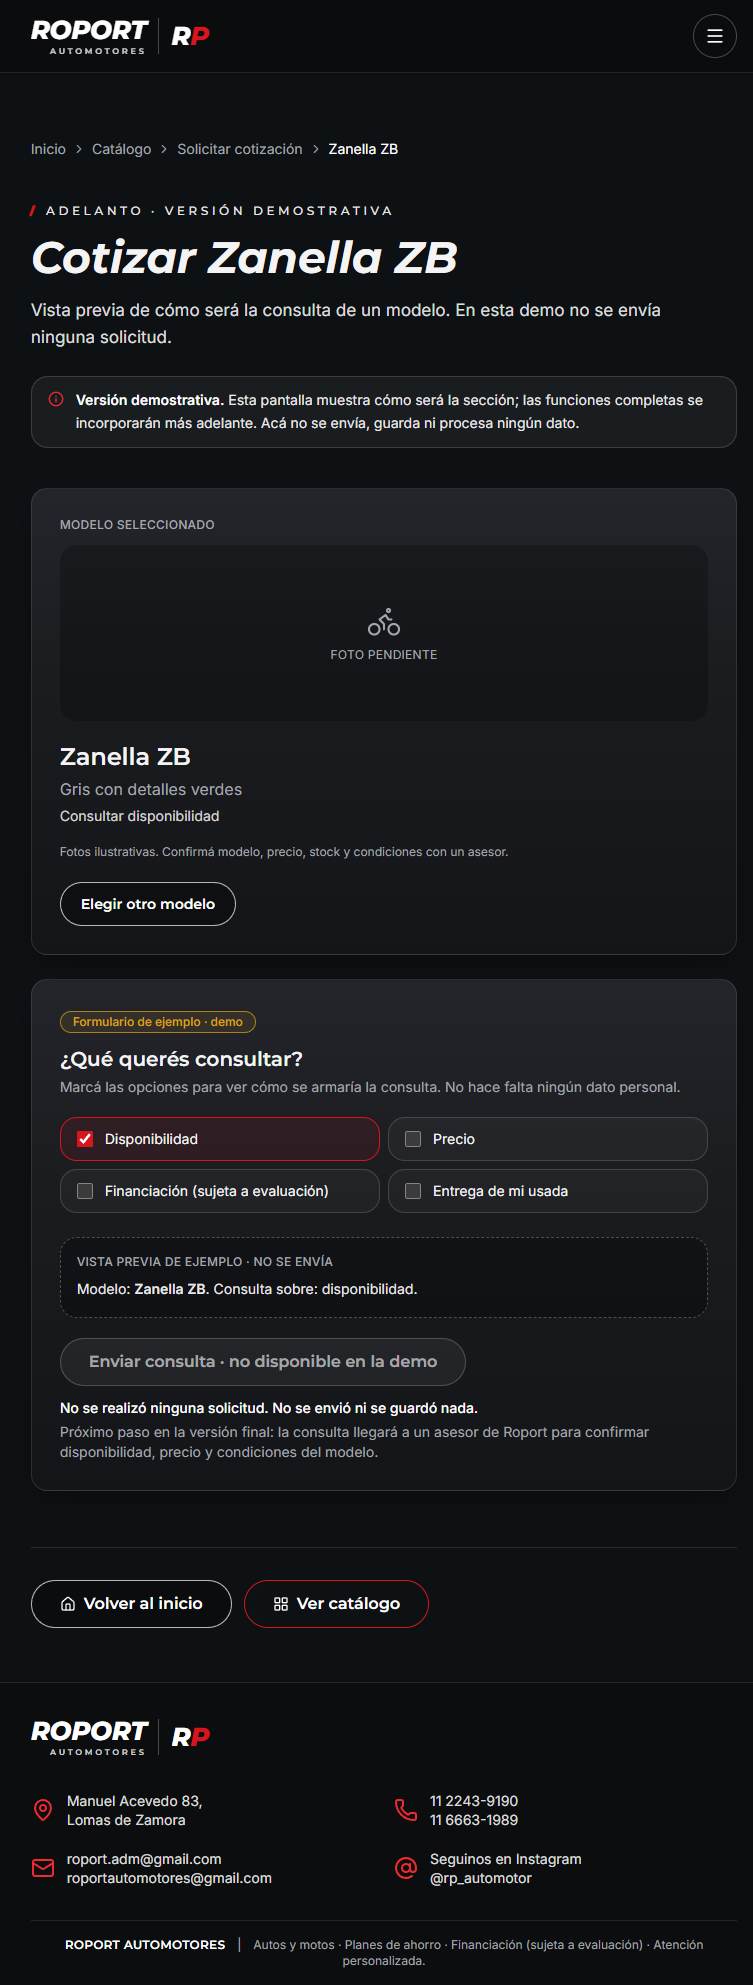 ROPORT
AUTOMOTORES
RP
Inicio > Catálogo > Solicitar cotización > Zanella ZB
/ ADELANTO · VERSIÓN DEMOSTRATIVA
Cotizar Zanella ZB
Vista previa de cómo será la consulta de un modelo. En esta demo no se envía
ninguna solicitud.
Versión demostrativa. Esta pantalla muestra cómo será la sección; las funciones completas se
incorporarán más adelante. Acá no se envía, guarda ni procesa ningún dato.
MODELO SELECCIONADO
FOTO PENDIENTE
Zanella ZB
Gris con detalles verdes
Consultar disponibilidad
Fotos ilustrativas. Confirmá modelo, precio, stock y condiciones con un asesor.
Elegir otro modelo
Formulario de ejemplo · demo
¿Qué querés consultar?
Marcá las opciones para ver cómo se armaría la consulta. No hace falta ningún dato personal.
Disponibilidad
Precio
Financiación (sujeta a evaluación)
Entrega de mi usada
VISTA PREVIA DE EJEMPLO · NO SE ENVÍA
Modelo: Zanella ZB. Consulta sobre: disponibilidad.
Enviar consulta · no disponible en la demo
No se realizó ninguna solicitud. No se envió ni se guardó nada.
Próximo paso en la versión final: la consulta llegará a un asesor de Roport para confirmar
disponibilidad, precio y condiciones del modelo.
Volver al inicio
Ver catálogo
ROPORT
AUTOMOTORES
RP
Manuel Acevedo 83,
Lomas de Zamora
11 2243-9190
11 6663-1989
roport.adm@gmail.com
roportautomotores@gmail.com
Seguinos en Instagram
@rp_automotor
ROPORT AUTOMOTORES | Autos y motos · Planes de ahorro · Financiación (sujeta a evaluación) · Atención
personalizada.